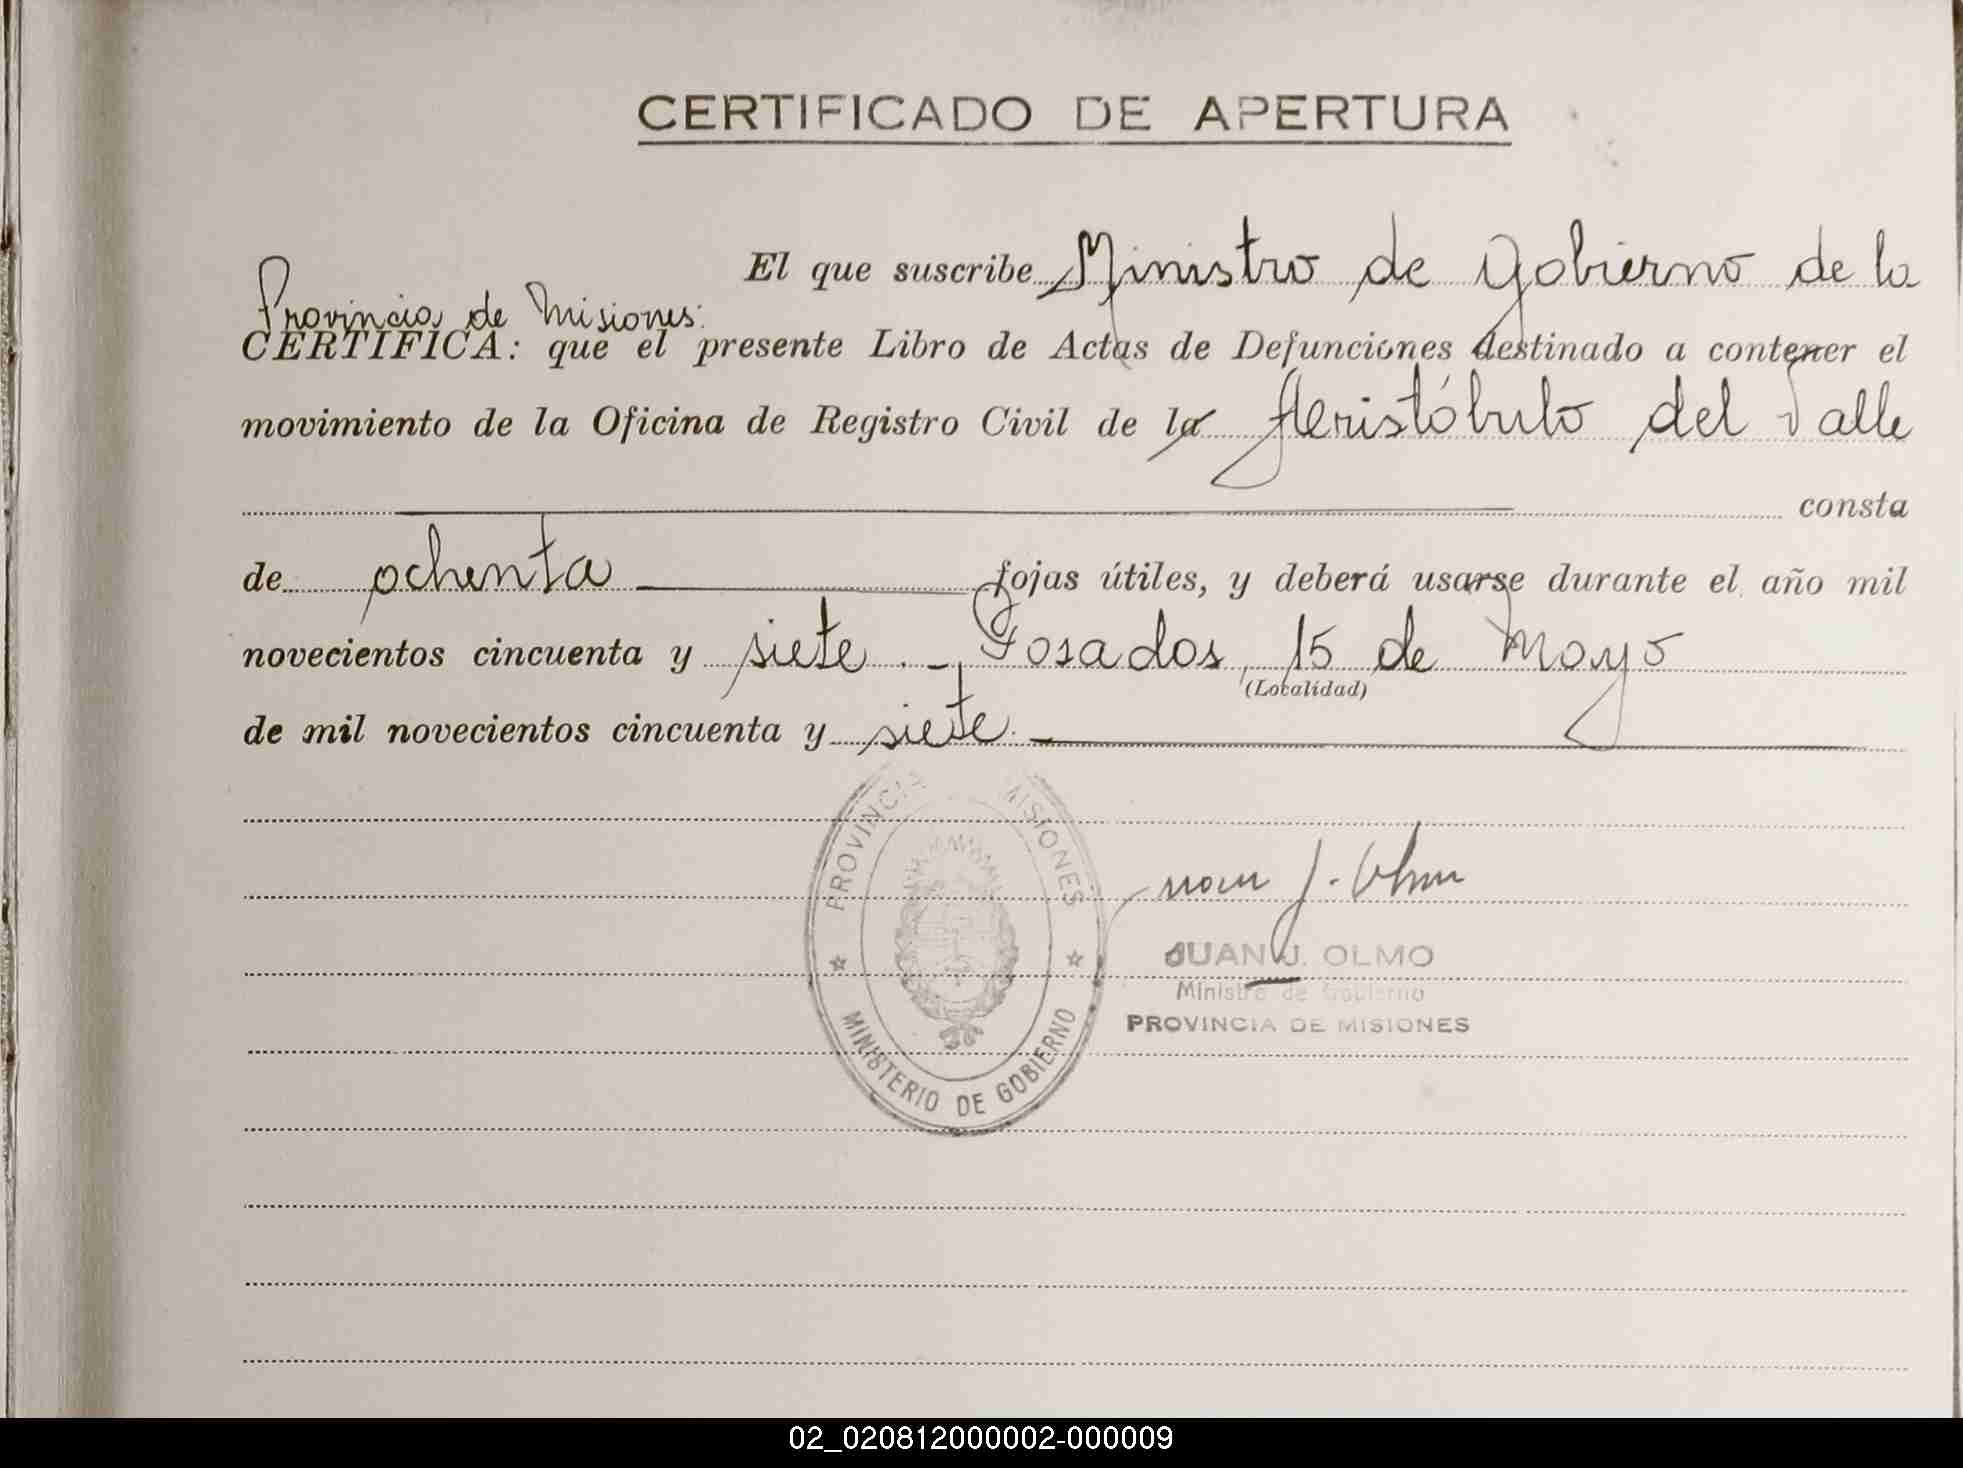 CERTIFICADO DE APERTURA
El que suscribe Ministro de Gobierno de la
Provincia de Misiones:
CERTIFICA: que el presente Libro de Actas de Defunciones destinado a contener el
movimiento de la Oficina de Registro Civil de la Aristóbulo del Valle
consta
de ochenta fojas útiles, y deberá usarse durante el año mil
novecientos cincuenta y siete.-, Posadas, 15 de Mayo
(Localidad)
de mil novecientos cincuenta y siete.-
PROVINCIA MISIONES
MINISTERIO DE GOBIERNO
Juan J. Olmo
JUAN J. OLMO
Ministro de Gobierno
PROVINCIA DE MISIONES
02_020812000002-000009